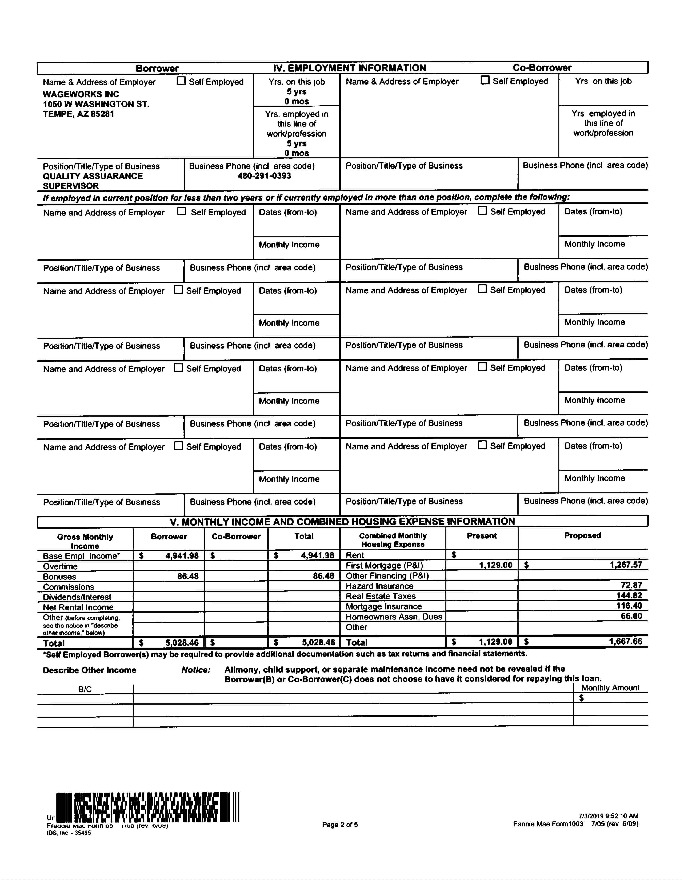 Borrower IV. EMPLOYMENT INFORMATION Co-Borrower
Name & Address of Employer ☐ Self Employed Yrs. on this job Name & Address of Employer ☐ Self Employed Yrs on this job
WAGEWORKS INC 5 yrs
1050 W WASHINGTON ST. 0 mos
TEMPE, AZ 85281 Yrs. employed in this line of work/profession Yrs employed in this line of work/profession
5 yrs
0 mos
Position/Title/Type of Business Business Phone (incl area code) Position/Title/Type of Business Business Phone (incl area code)
QUALITY ASSUARANCE 480-291-0393
SUPERVISOR
If employed in current position for less than two years or if currently employed in more than one position, complete the following:
Name and Address of Employer ☐ Self Employed Dates (from-to) Name and Address of Employer ☐ Self Employed Dates (from-to)
Monthly Income Monthly Income
Position/Title/Type of Business Business Phone (incl area code) Position/Title/Type of Business Business Phone (incl. area code)
Name and Address of Employer ☐ Self Employed Dates (from-to) Name and Address of Employer ☐ Self Employed Dates (from-to)
Monthly Income Monthly Income
Position/Title/Type of Business Business Phone (incl area code) Position/Title/Type of Business Business Phone (incl. area code)
Name and Address of Employer ☐ Self Employed Dates (from-to) Name and Address of Employer ☐ Self Employed Dates (from-to)
Monthly Income Monthly Income
Position/Title/Type of Business Business Phone (incl area code) Position/Title/Type of Business Business Phone (incl. area code)
Name and Address of Employer ☐ Self Employed Dates (from-to) Name and Address of Employer ☐ Self Employed Dates (from-to)
Monthly Income Monthly Income
Position/Title/Type of Business Business Phone (incl. area code) Position/Title/Type of Business Business Phone (incl. area code)
V. MONTHLY INCOME AND COMBINED HOUSING EXPENSE INFORMATION
Gross Monthly Income Borrower Co-Borrower Total Combined Monthly Housing Expense Present Proposed
Base Empl. Income* $ 4,941.98 $ $ 4,941.98 Rent $
Overtime First Mortgage (P&I) 1,129.00 $ 1,267.57
Bonuses 86.48 86.48 Other Financing (P&I)
Commissions Hazard Insurance 72.87
Dividends/Interest Real Estate Taxes 144.82
Net Rental Income Mortgage Insurance 116.40
Other (before completing, see the notice in "describe other income," below) Homeowners Assn. Dues 66.00
Other
Total $ 5,028.46 $ $ 5,028.46 Total $ 1,129.00 $ 1,667.66
*Self Employed Borrower(s) may be required to provide additional documentation such as tax returns and financial statements.
Describe Other Income Notice: Alimony, child support, or separate maintenance income need not be revealed if the
Borrower(B) or Co-Borrower(C) does not choose to have it considered for repaying this loan.
B/C Monthly Amount
$
7/3/2019 9:52:10 AM
Page 2 of 5 Fannie Mae Form 1003 7/05 (rev. 6/09)
IDS, Inc -